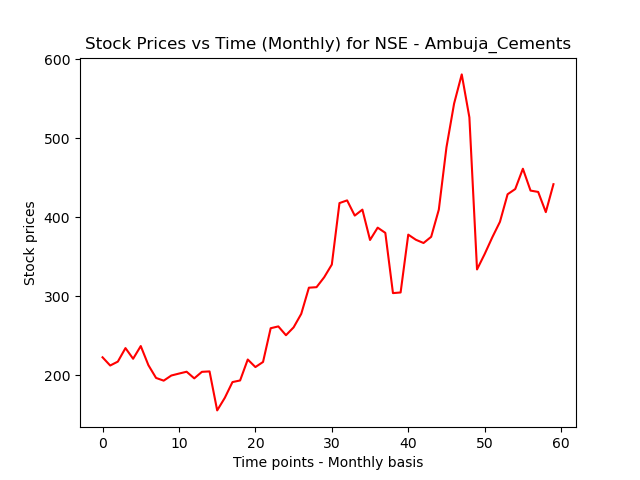 Stock Prices vs Time (Monthly) for NSE - Ambuja_Cements
600
500
400
300
200
Stock prices
0 10 20 30 40 50 60
Time points - Monthly basis